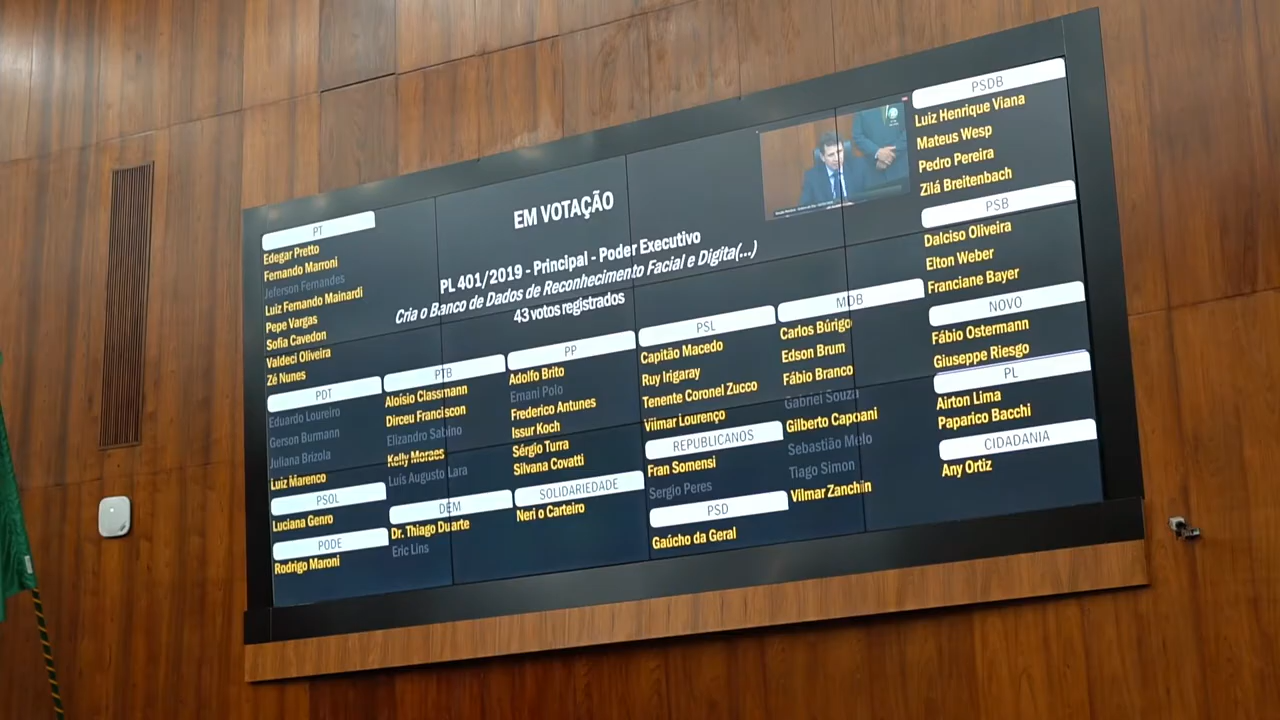 EM VOTAÇÃO
PL 401/2019 - Principal - Poder Executivo
Cria o Banco de Dados de Reconhecimento Facial e Digita(...)
43 votos registrados
PT
Edegar Pretto
Fernando Marroni
Jeferson Fernandes
Luiz Fernando Mainardi
Pepe Vargas
Sofia Cavedon
Valdeci Oliveira
Zé Nunes
PDT
Eduardo Loureiro
Gerson Burmann
Juliana Brizola
Luiz Marenco
PSOL
Luciana Genro
PODE
Rodrigo Maroni
PTB
Aloísio Classmann
Dirceu Franciscon
Elizandro Sabino
Kelly Moraes
Luís Augusto Lara
DEM
Dr. Thiago Duarte
Eric Lins
PP
Adolfo Brito
Ernani Polo
Frederico Antunes
Issur Koch
Sérgio Turra
Silvana Covatti
SOLIDARIEDADE
Neri o Carteiro
PSL
Capitão Macedo
Ruy Irigaray
Tenente Coronel Zucco
Vilmar Lourenço
REPUBLICANOS
Fran Somensi
Sergio Peres
PSD
Gaúcho da Geral
MDB
Carlos Búrigo
Edson Brum
Fábio Branco
Gabriel Souza
Gilberto Capoani
Sebastião Melo
Tiago Simon
Vilmar Zanchin
PSDB
Luiz Henrique Viana
Mateus Wesp
Pedro Pereira
Zilá Breitenbach
PSB
Dalciso Oliveira
Elton Weber
Franciane Bayer
NOVO
Fábio Ostermann
Giuseppe Riesgo
PL
Airton Lima
Paparico Bacchi
CIDADANIA
Any Ortiz